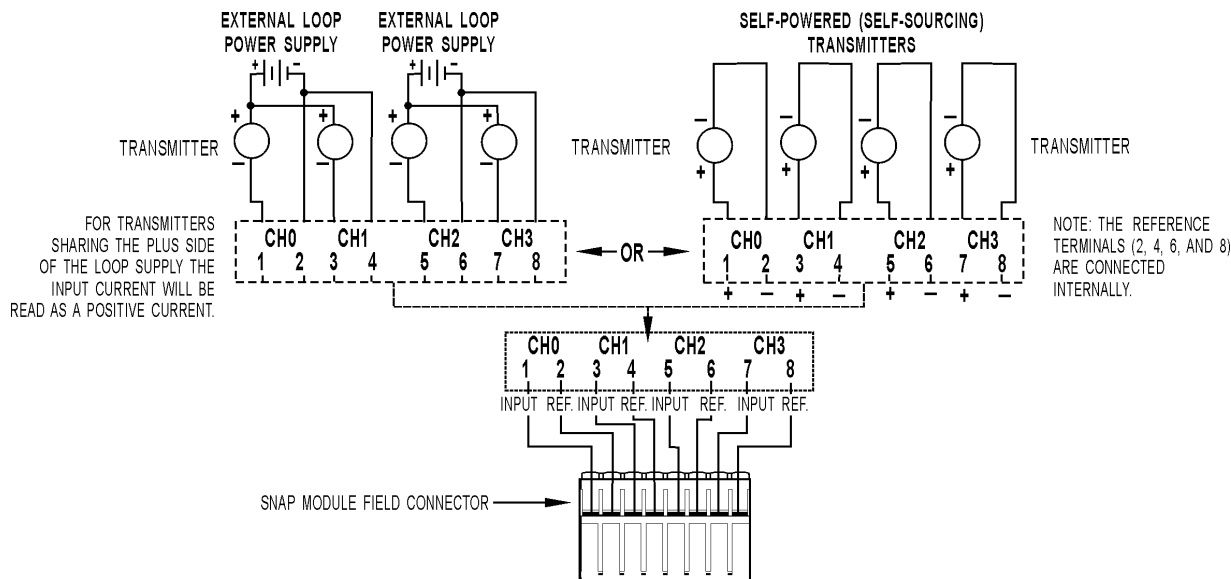 EXTERNAL LOOP
POWER SUPPLY
EXTERNAL LOOP
POWER SUPPLY
SELF-POWERED (SELF-SOURCING)
TRANSMITTERS
+ −
+ −
+ + + +
− − − −
TRANSMITTER
− − − −
+ + + +
TRANSMITTER
TRANSMITTER
FOR TRANSMITTERS
SHARING THE PLUS SIDE
OF THE LOOP SUPPLY THE
INPUT CURRENT WILL BE
READ AS A POSITIVE CURRENT.
CH0 CH1 CH2 CH3
1 2 3 4 5 6 7 8
OR
CH0 CH1 CH2 CH3
1 2 3 4 5 6 7 8
+ − + − + − + −
NOTE: THE REFERENCE
TERMINALS (2, 4, 6, AND 8)
ARE CONNECTED
INTERNALLY.
CH0 CH1 CH2 CH3
1 2 3 4 5 6 7 8
INPUT REF. INPUT REF. INPUT REF. INPUT REF.
SNAP MODULE FIELD CONNECTOR